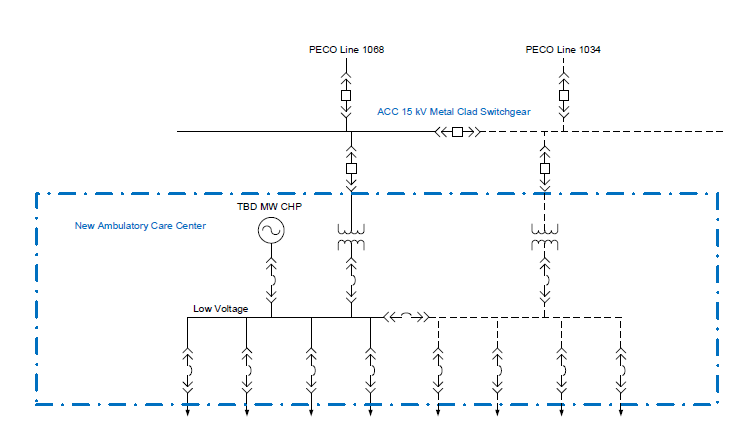 PECO Line 1068
PECO Line 1034
ACC 15 kV Metal Clad Switchgear
TBD MW CHP
New Ambulatory Care Center
Low Voltage